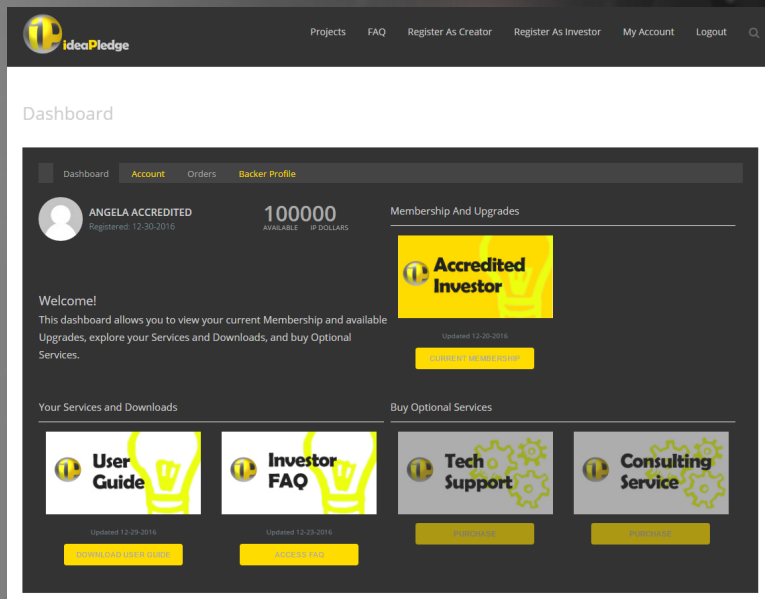 ideaPledge
Projects FAQ Register As Creator Register As Investor My Account Logout
Dashboard
Dashboard Account Orders Backer Profile
ANGELA ACCREDITED
Registered: 12-30-2016
100000
AVAILABLE IP DOLLARS
Membership And Upgrades
Accredited
Investor
Updated 12-20-2016
CURRENT MEMBERSHIP
Welcome!
This dashboard allows you to view your current Membership and available
Upgrades, explore your Services and Downloads, and buy Optional
Services.
Your Services and Downloads
User
Guide
Updated 12-29-2016
DOWNLOAD USER GUIDE
Investor
FAQ
Updated 12-23-2016
ACCESS FAQ
Buy Optional Services
Tech
Support
PURCHASE
Consulting
Service
PURCHASE